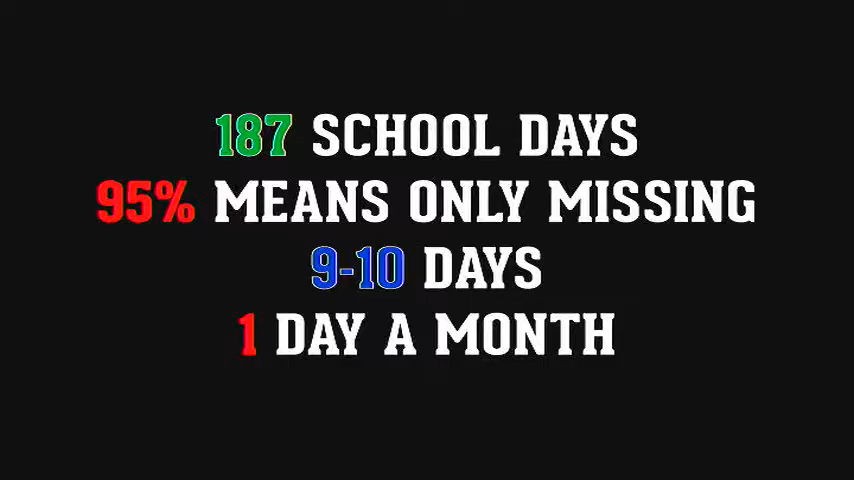 187 SCHOOL DAYS
95% MEANS ONLY MISSING
9-10 DAYS
1 DAY A MONTH